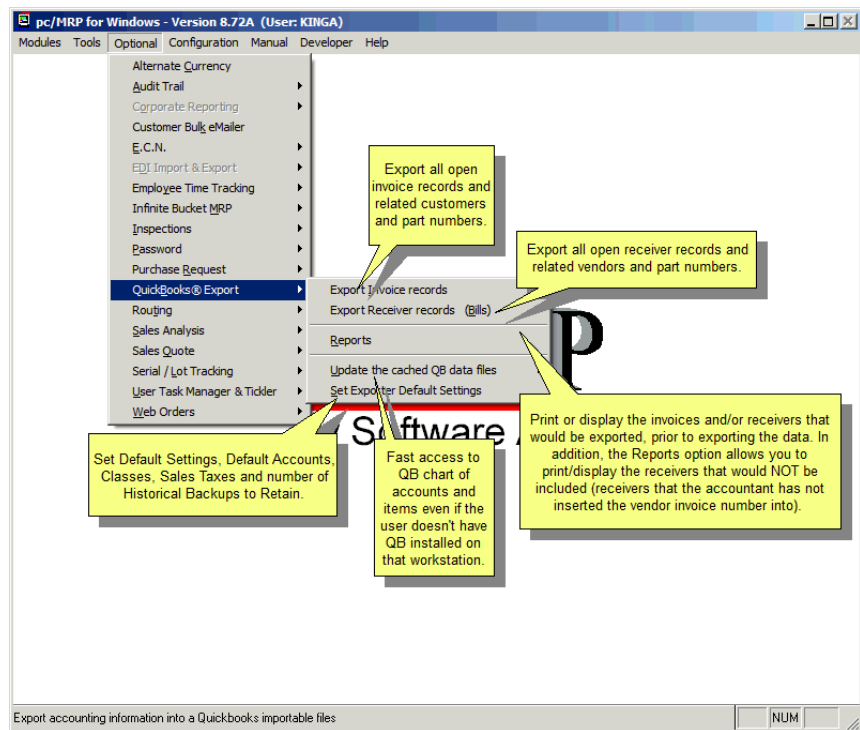 pc/MRP for Windows - Version 8.72A (User: KINGA)
Modules Tools Optional Configuration Manual Developer Help
Alternate Currency
Audit Trail
Corporate Reporting
Customer Bulk eMailer
E.C.N.
EDI Import & Export
Employee Time Tracking
Infinite Bucket MRP
Inspections
Password
Purchase Request
QuickBooks® Export
Routing
Sales Analysis
Sales Quote
Serial / Lot Tracking
User Task Manager & Tickler
Web Orders
Export Invoice records
Export Receiver records (Bills)
Reports
Update the cached QB data files
Set Exporter Default Settings
Export all open
invoice records and
related customers
and part numbers.
Export all open receiver records and
related vendors and part numbers.
P
Software
Print or display the invoices and/or receivers that
would be exported, prior to exporting the data. In
addition, the Reports option allows you to
print/display the receivers that would NOT be
included (receivers that the accountant has not
inserted the vendor invoice number into).
Set Default Settings, Default Accounts,
Classes, Sales Taxes and number of
Historical Backups to Retain.
Fast access to
QB chart of
accounts and
items even if the
user doesn't have
QB installed on
that workstation.
Export accounting information into a Quickbooks importable files
NUM